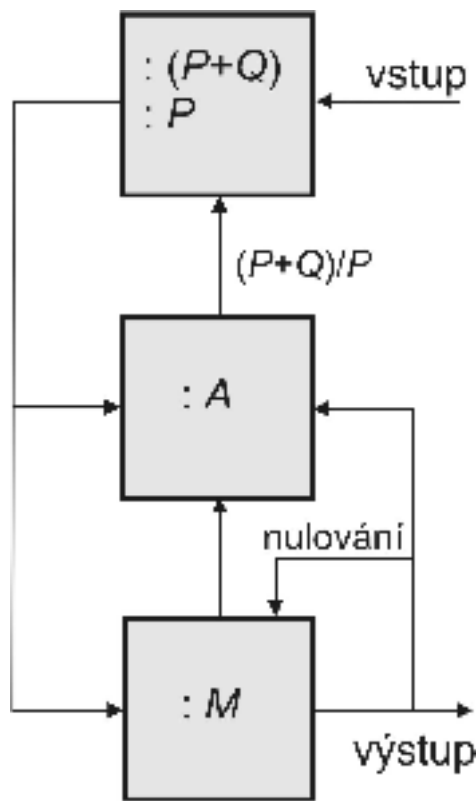 : (P+Q)
: P
vstup
(P+Q)/P
: A
nulování
: M
výstup